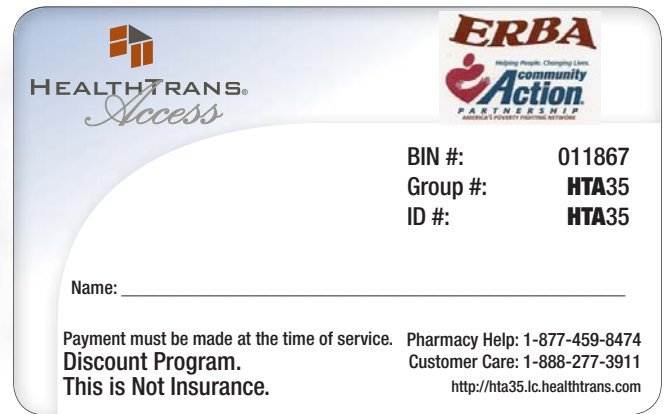 HEALTHTRANS®
Access
ERBA
Helping People. Changing Lives.
community
Action
PARTNERSHIP
AMERICA'S POVERTY FIGHTING NETWORK
BIN #: 011867
Group #: HTA35
ID #: HTA35
Name:
Payment must be made at the time of service.
Discount Program.
This is Not Insurance.
Pharmacy Help: 1-877-459-8474
Customer Care: 1-888-277-3911
http://hta35.lc.healthtrans.com